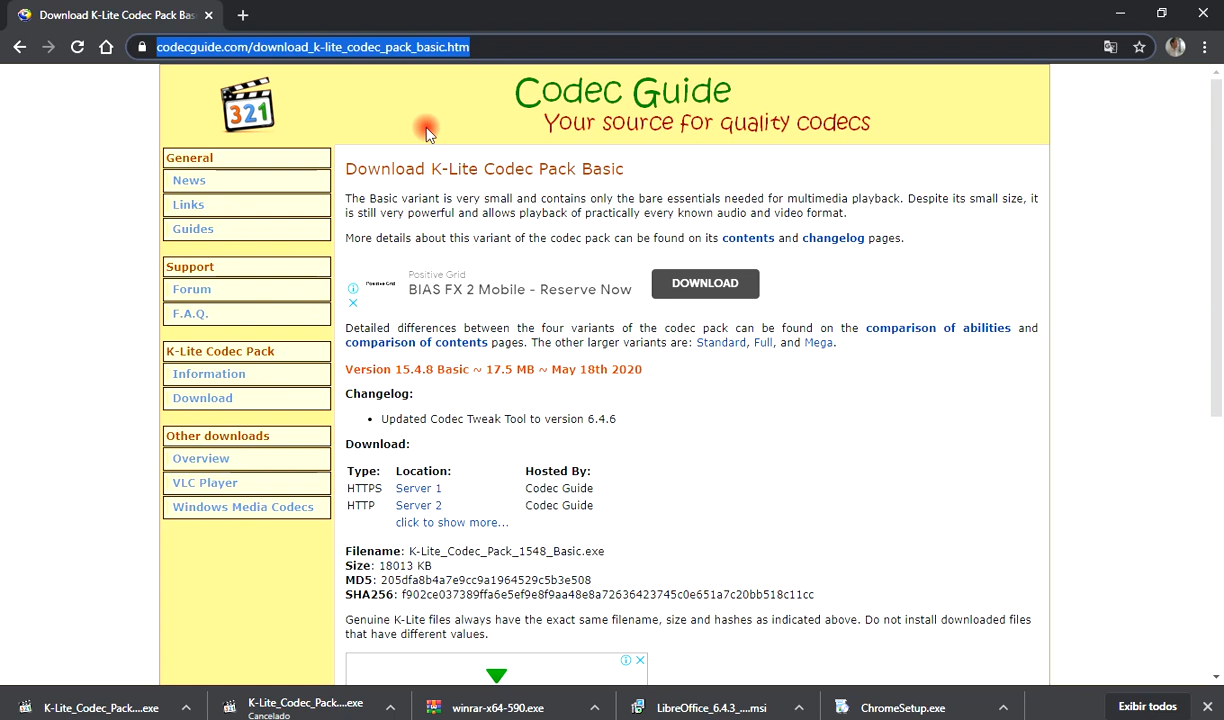 Download K-Lite Codec Pack Bas
codecguide.com/download_k-lite_codec_pack_basic.htm
321
Codec Guide
Your source for quality codecs
General
News
Links
Guides
Support
Forum
F.A.Q.
K-Lite Codec Pack
Information
Download
Other downloads
Overview
VLC Player
Windows Media Codecs
Download K-Lite Codec Pack Basic
The Basic variant is very small and contains only the bare essentials needed for multimedia playback. Despite its small size, it
is still very powerful and allows playback of practically every known audio and video format.
More details about this variant of the codec pack can be found on its contents and changelog pages.
Positive Grid
Positive Grid
BIAS FX 2 Mobile - Reserve Now
DOWNLOAD
Detailed differences between the four variants of the codec pack can be found on the comparison of abilities and
comparison of contents pages. The other larger variants are: Standard, Full, and Mega.
Version 15.4.8 Basic ~ 17.5 MB ~ May 18th 2020
Changelog:
• Updated Codec Tweak Tool to version 6.4.6
Download:
Type: Location: Hosted By:
HTTPS Server 1 Codec Guide
HTTP Server 2 Codec Guide
click to show more...
Filename: K-Lite_Codec_Pack_1548_Basic.exe
Size: 18013 KB
MD5: 205dfa8b4a7e9cc9a1964529c5b3e508
SHA256: f902ce037389ffa6e5ef9e8f9aa48e8a72636423745c0e651a7c20bb518c11cc
Genuine K-Lite files always have the exact same filename, size and hashes as indicated above. Do not install downloaded files
that have different values.
K-Lite_Codec_Pack....exe
K-Lite_Codec_Pack....exe
Cancelado
winrar-x64-590.exe
LibreOffice_6.4.3_....msi
ChromeSetup.exe
Exibir todos